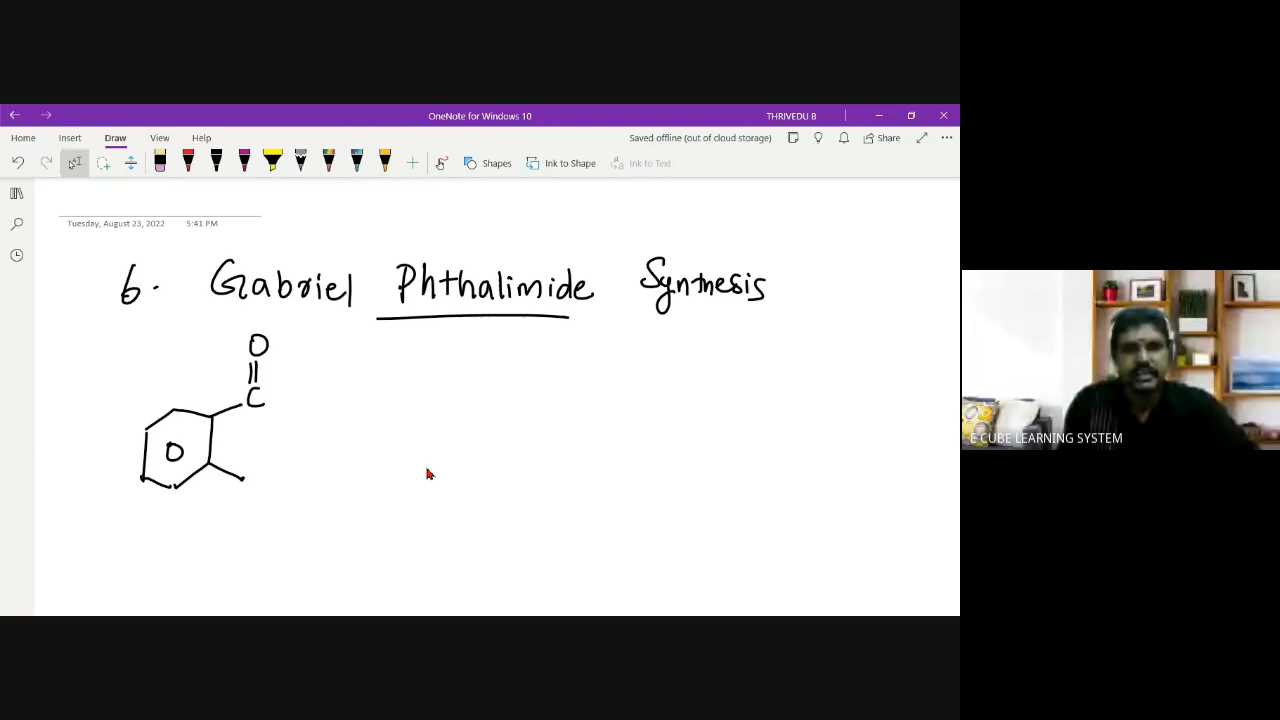 OneNote for Windows 10
THRIVEDU B
Home Insert Draw View Help
Saved offline (out of cloud storage)
Share
Shapes
Ink to Shape
Ink to Text
Tuesday, August 23, 2022 5:41 PM
6. Gabriel Phthalimide Synthesis
O
C
E CUBE LEARNING SYSTEM